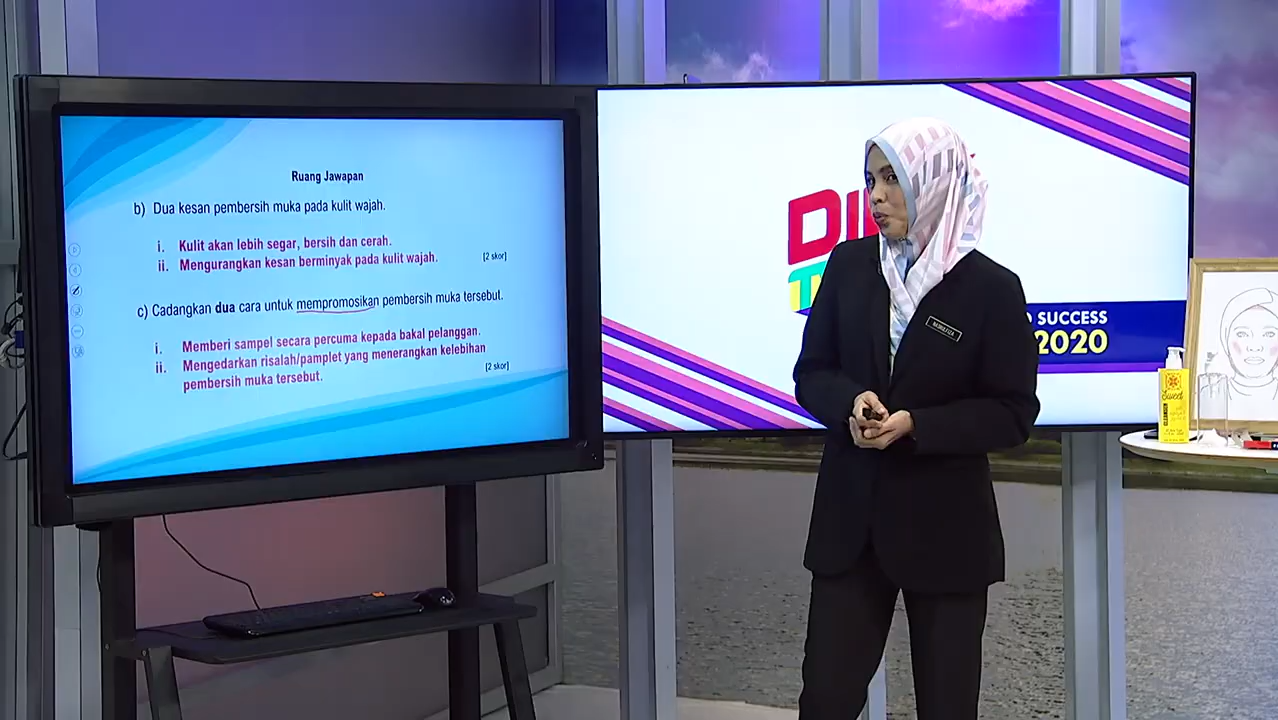 Ruang Jawapan
b) Dua kesan pembersih muka pada kulit wajah.
i. Kulit akan lebih segar, bersih dan cerah.
ii. Mengurangkan kesan berminyak pada kulit wajah. [2 skor]
c) Cadangkan dua cara untuk mempromosikan pembersih muka tersebut.
i. Memberi sampel secara percuma kepada bakal pelanggan.
ii. Mengedarkan risalah/pamplet yang menerangkan kelebihan
pembersih muka tersebut. [2 skor]
SUCCESS
2020
Sweet